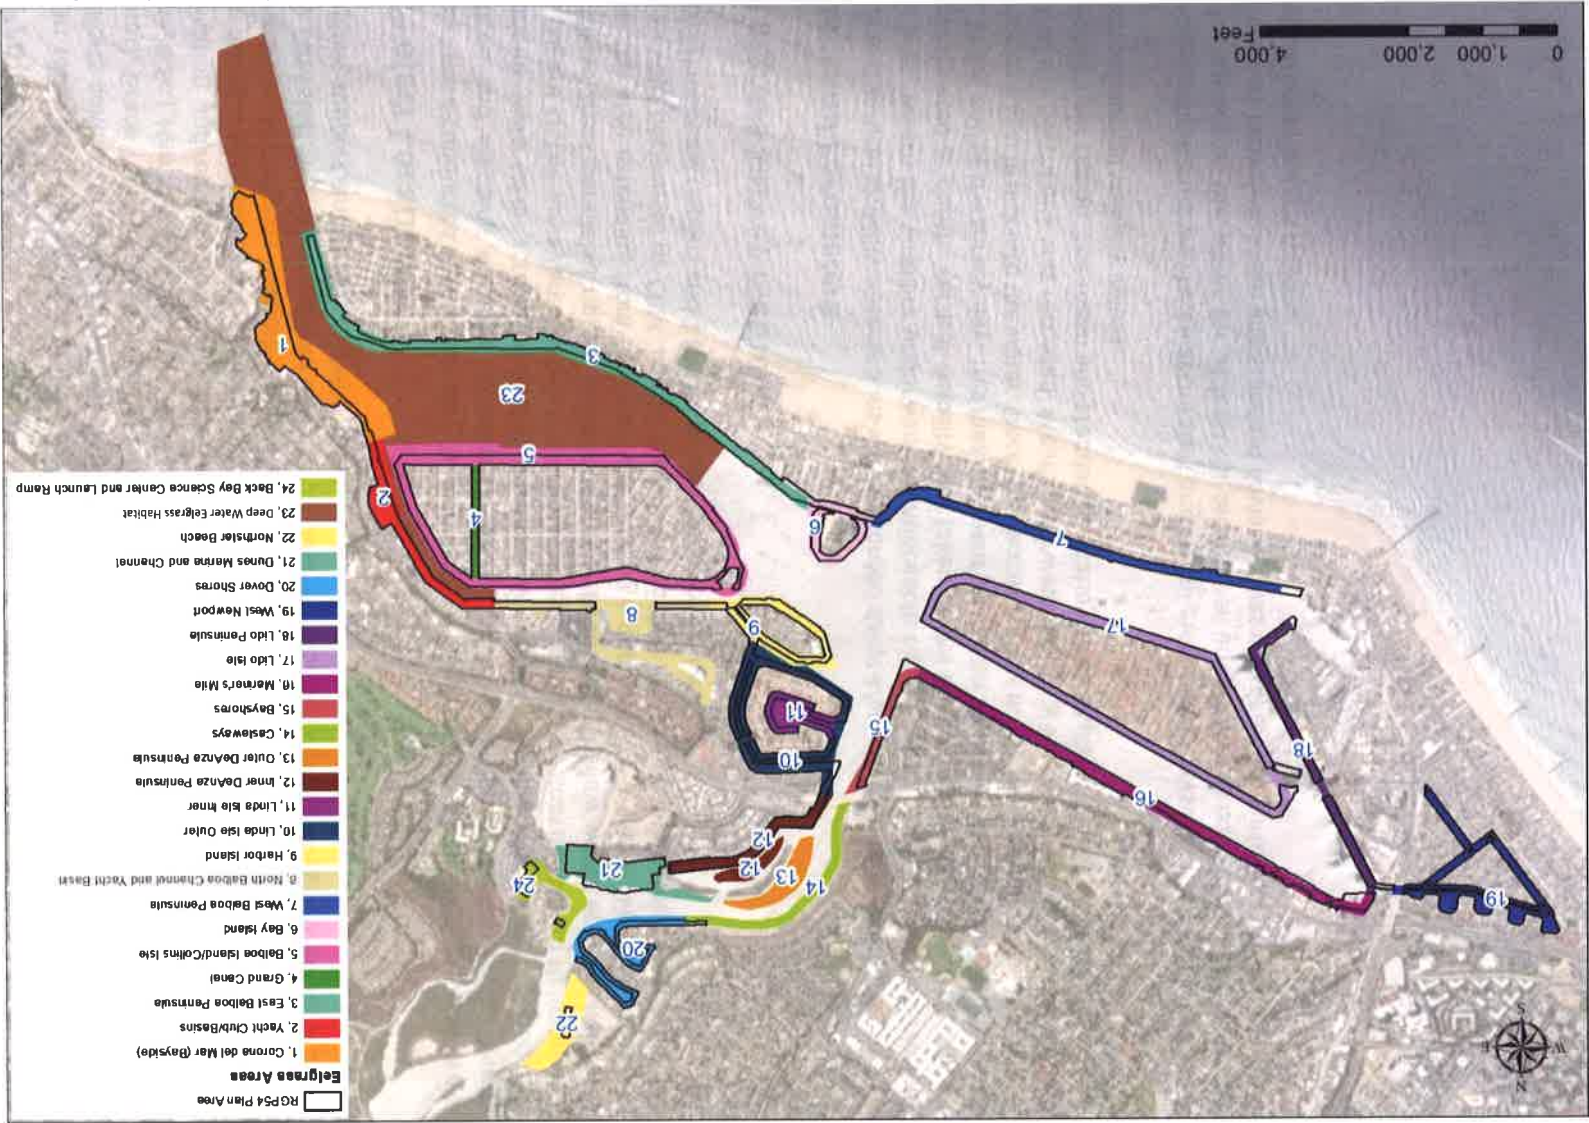 RGP54 Plan Area
Eelgrass Areas
1, Corona del Mar (Bayside)
2, Yacht Club/Basins
3, East Balboa Peninsula
4, Grand Canal
5, Balboa Island/Collins Isle
6, Bay Island
7, West Balboa Peninsula
8, North Balboa Channel and Yacht Basin
9, Harbor Island
10, Linda Isle Outer
11, Linda Isle Inner
12, Inner DeAnza Peninsula
13, Outer DeAnza Peninsula
14, Castaways
15, Bayshores
16, Mariner's Mile
17, Lido Isle
18, Lido Peninsula
19, West Newport
20, Dover Shores
21, Dunes Marina and Channel
22, Northstar Beach
23, Deep Water Eelgrass Habitat
24, Back Bay Science Center and Launch Ramp
N
W
E
S
22
20
19
24
14
13
12
21
12
16
10
18
15
11
9
8
17
6
4
2
7
5
23
3
1
0 1,000 2,000 4,000
Feet